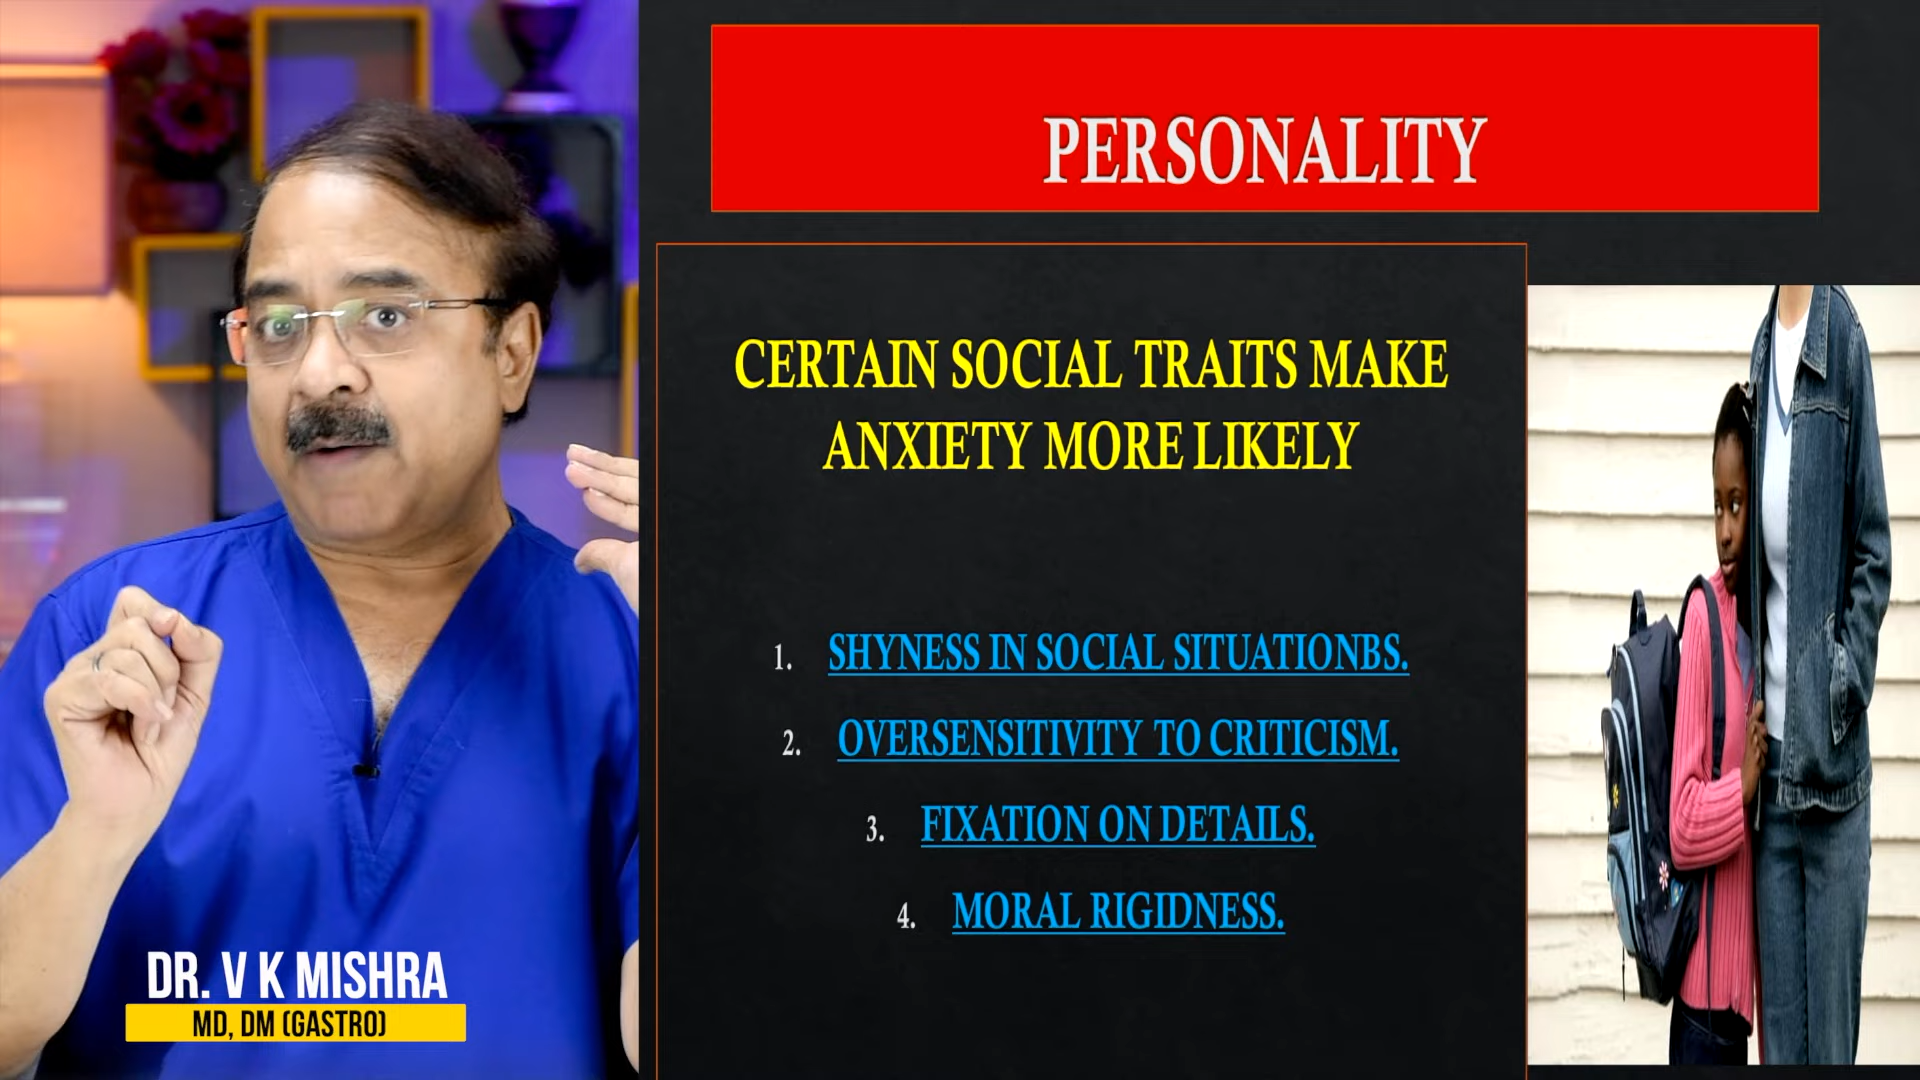 PERSONALITY
CERTAIN SOCIAL TRAITS MAKE
ANXIETY MORE LIKELY
1. SHYNESS IN SOCIAL SITUATIONBS.
2. OVERSENSITIVITY TO CRITICISM.
3. FIXATION ON DETAILS.
4. MORAL RIGIDNESS.
DR. V K MISHRA
MD, DM (GASTRO)